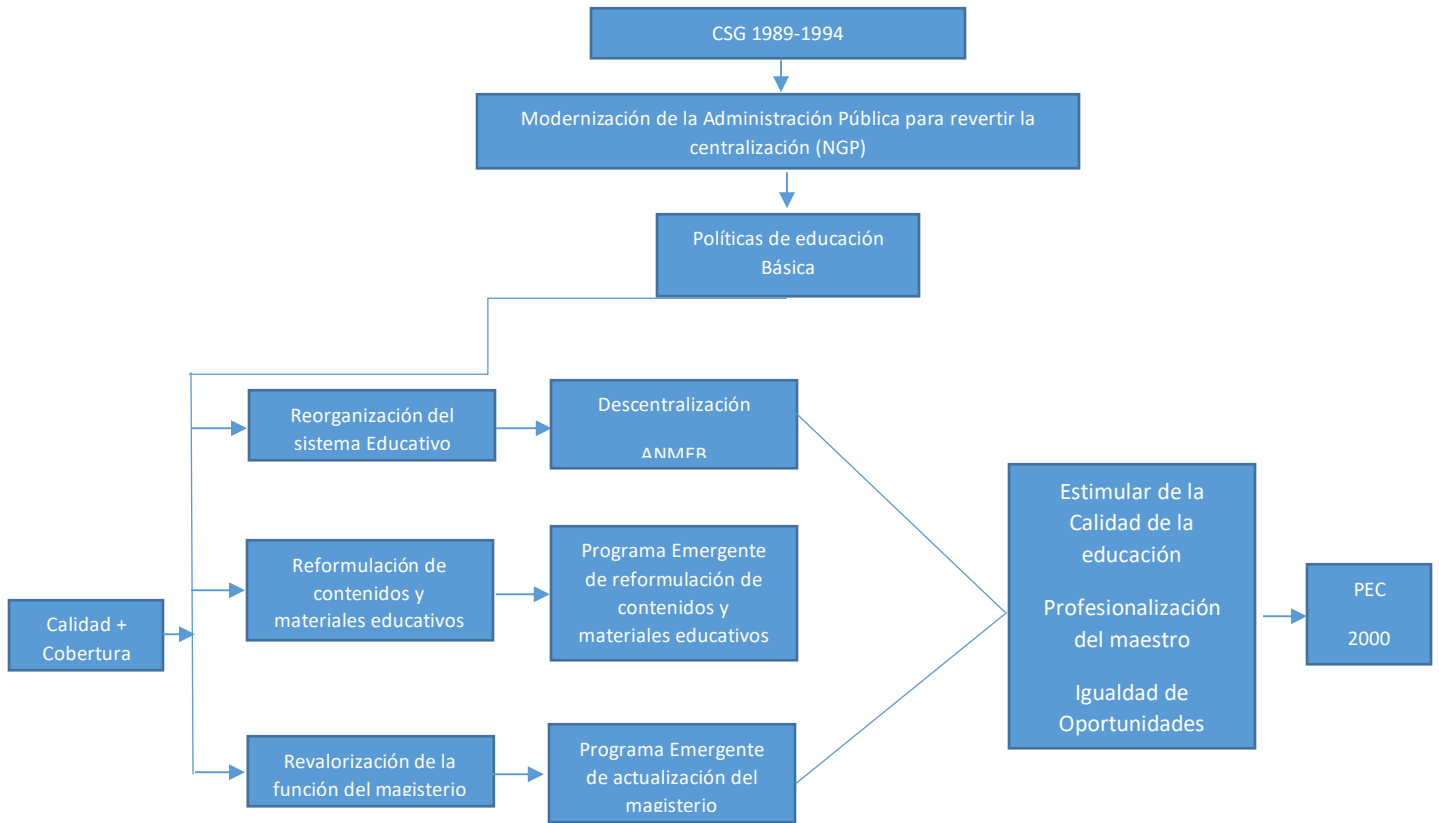 CSG 1989-1994
Modernización de la Administración Pública para revertir la
centralización (NGP)
Políticas de educación
Básica
Reorganización del
sistema Educativo
Descentralización
ANMEB
Reformulación de
contenidos y
materiales educativos
Programa Emergente
de reformulación de
contenidos y
materiales educativos
Calidad +
Cobertura
Revalorización de la
función del magisterio
Programa Emergente
de actualización del
magisterio
Estimular de la
Calidad de la
educación
Profesionalización
del maestro
Igualdad de
Oportunidades
PEC
2000